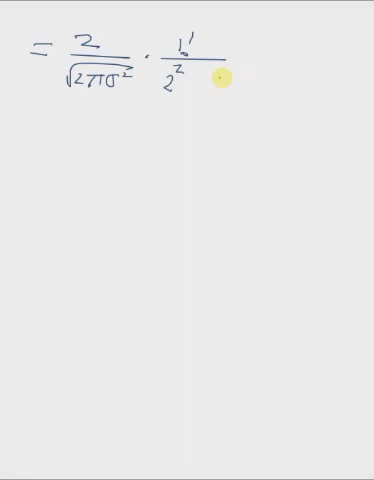 = 2/√2πσ² · 1!/2²